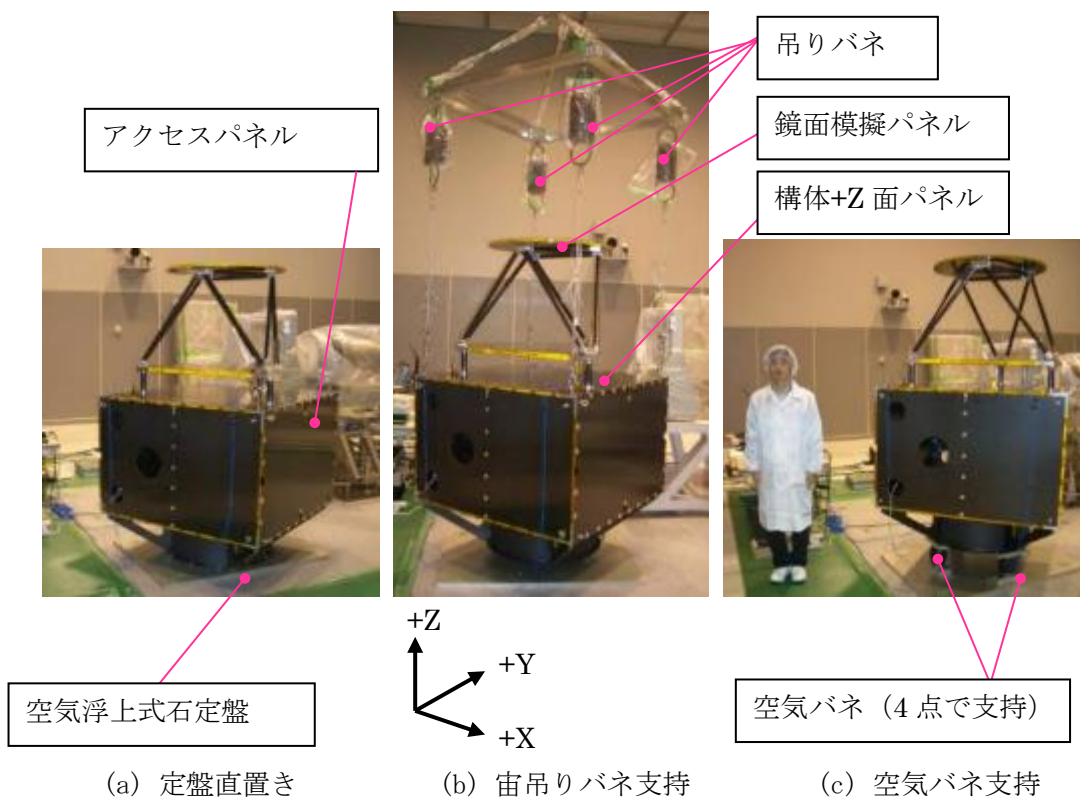 吊りバネ
アクセスパネル
鏡面模擬パネル
構体+Z 面パネル
+Z
+Y
+X
空気浮上式石定盤
空気バネ（4 点で支持）
(a) 定盤直置き
(b) 宙吊りバネ支持
(c) 空気バネ支持